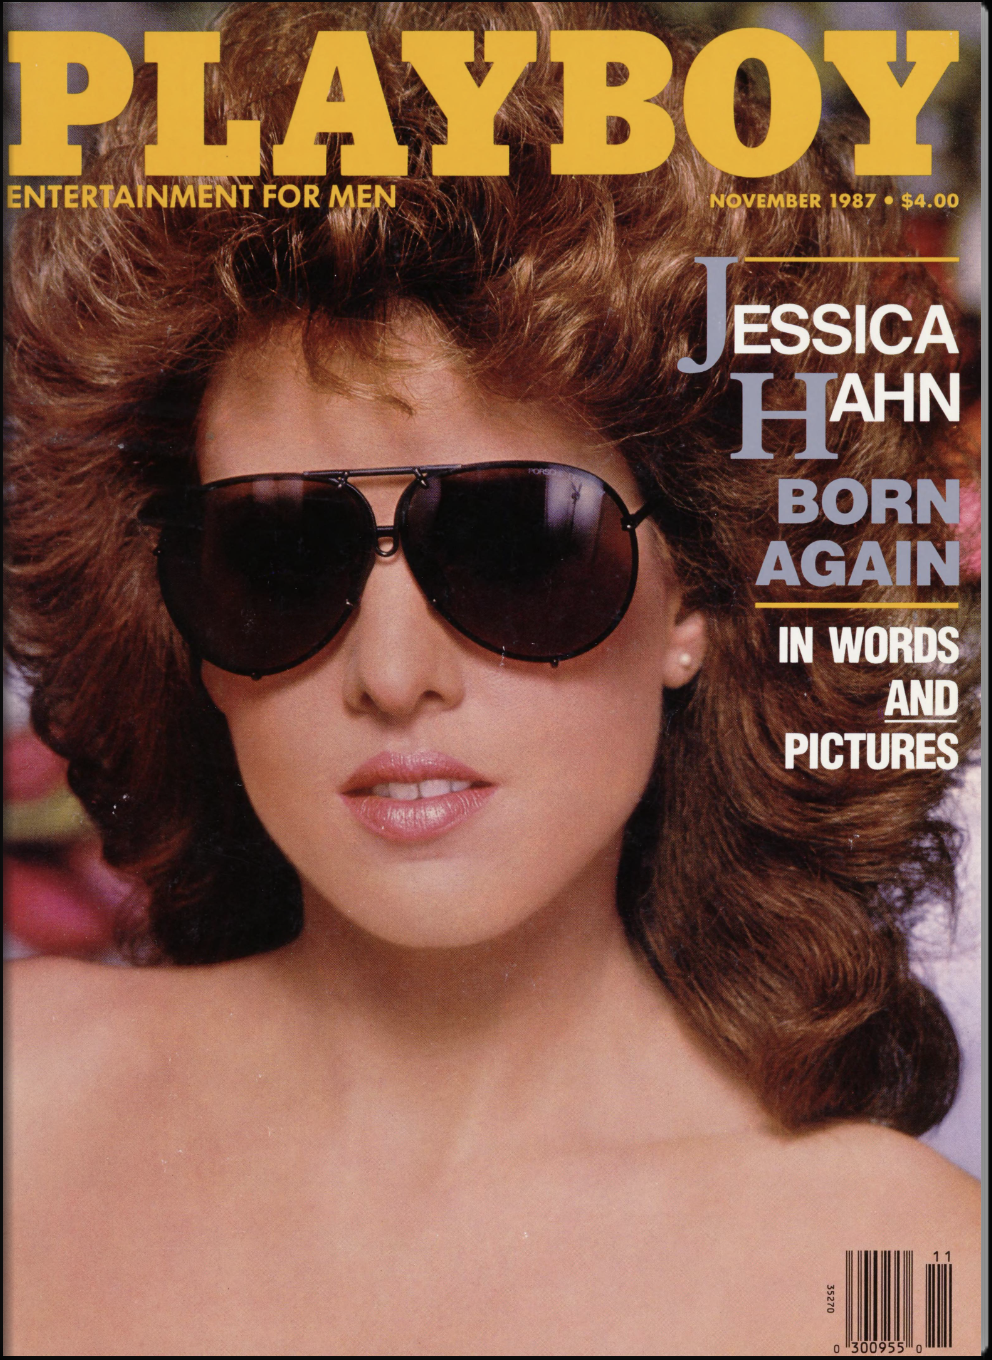 PLAYBOY
ENTERTAINMENT FOR MEN
NOVEMBER 1987 • $4.00
JESSICA
HAHN
BORN
AGAIN
IN WORDS
AND
PICTURES
PORSCHE
11
35270
0 300955 0